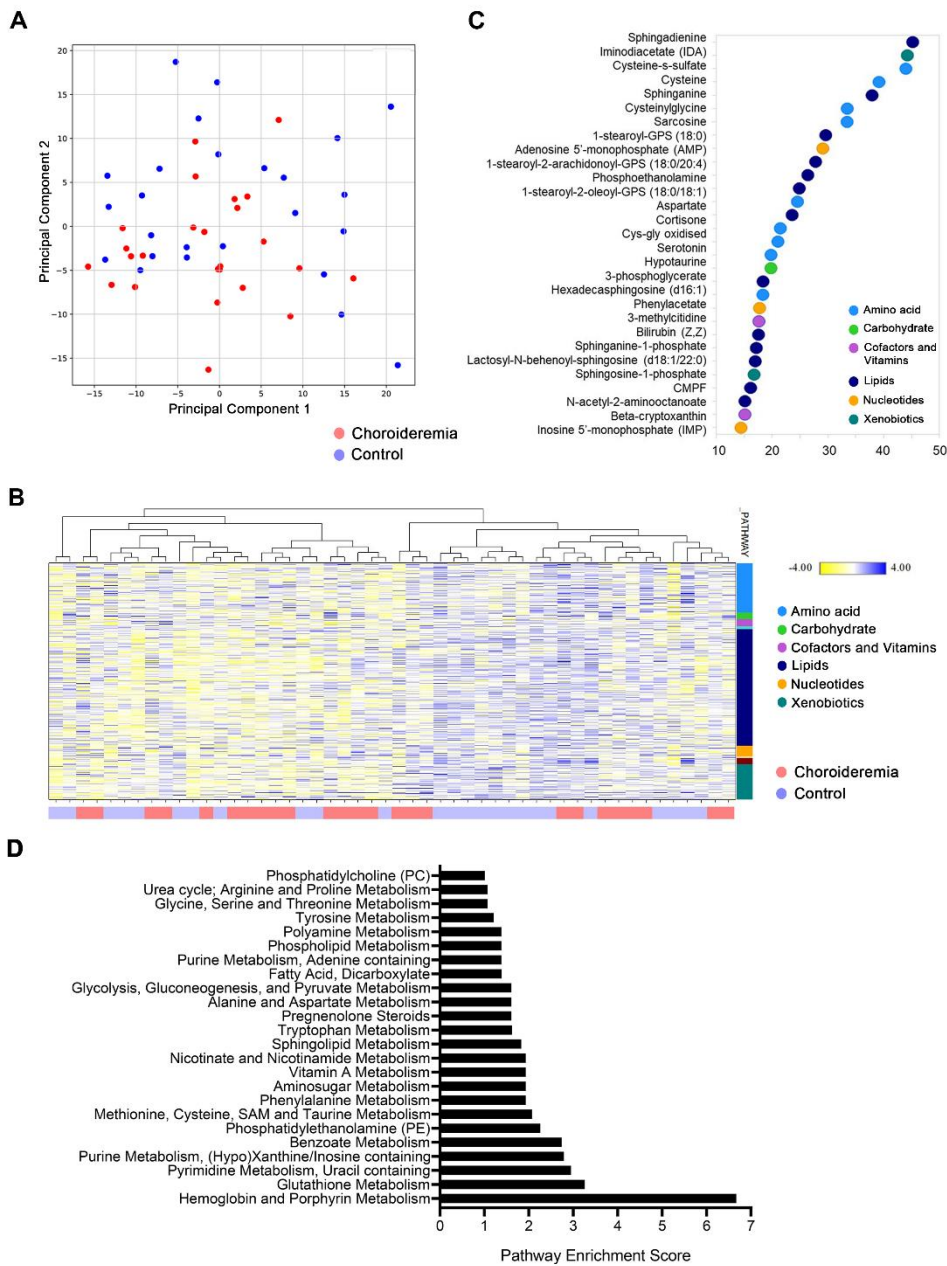 A
20
15
10
5
0
−5
−10
−15
Principal Component 2
−15 −10 −5 0 5 10 15 20
Principal Component 1
Choroideremia
Control
C
Sphingadienine
Iminodiacetate (IDA)
Cysteine-s-sulfate
Cysteine
Sphinganine
Cysteinylglycine
Sarcosine
1-stearoyl-GPS (18:0)
Adenosine 5'-monophosphate (AMP)
1-stearoyl-2-arachidonoyl-GPS (18:0/20:4)
Phosphoethanolamine
1-stearoyl-2-oleoyl-GPS (18:0/18:1)
Aspartate
Cortisone
Cys-gly oxidised
Serotonin
Hypotaurine
3-phosphoglycerate
Hexadecasphingosine (d16:1)
Phenylacetate
3-methylcitidine
Bilirubin (Z,Z)
Sphinganine-1-phosphate
Lactosyl-N-behenoyl-sphingosine (d18:1/22:0)
Sphingosine-1-phosphate
CMPF
N-acetyl-2-aminooctanoate
Beta-cryptoxanthin
Inosine 5'-monophosphate (IMP)
10 20 30 40 50
Amino acid
Carbohydrate
Cofactors and
Vitamins
Lipids
Nucleotides
Xenobiotics
B
_PATHWAY
-4.00 4.00
Amino acid
Carbohydrate
Cofactors and Vitamins
Lipids
Nucleotides
Xenobiotics
Choroideremia
Control
D
Phosphatidylcholine (PC)
Urea cycle; Arginine and Proline Metabolism
Glycine, Serine and Threonine Metabolism
Tyrosine Metabolism
Polyamine Metabolism
Phospholipid Metabolism
Purine Metabolism, Adenine containing
Fatty Acid, Dicarboxylate
Glycolysis, Gluconeogenesis, and Pyruvate Metabolism
Alanine and Aspartate Metabolism
Pregnenolone Steroids
Tryptophan Metabolism
Sphingolipid Metabolism
Nicotinate and Nicotinamide Metabolism
Vitamin A Metabolism
Aminosugar Metabolism
Phenylalanine Metabolism
Methionine, Cysteine, SAM and Taurine Metabolism
Phosphatidylethanolamine (PE)
Benzoate Metabolism
Purine Metabolism, (Hypo)Xanthine/Inosine containing
Pyrimidine Metabolism, Uracil containing
Glutathione Metabolism
Hemoglobin and Porphyrin Metabolism
0 1 2 3 4 5 6 7
Pathway Enrichment Score